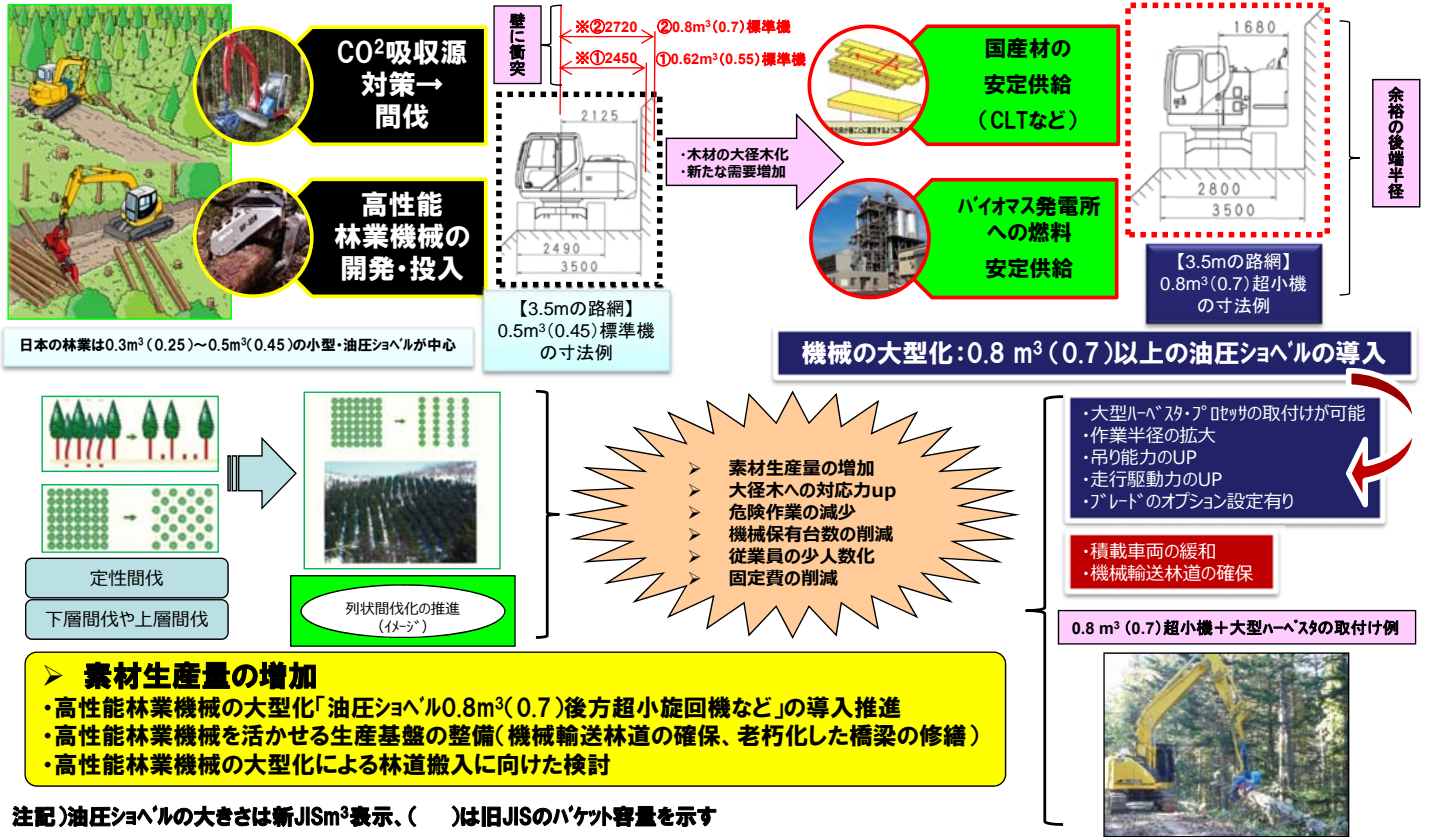 CO²吸収源
対策→
間伐
高性能
林業機械の
開発・投入
日本の林業は0.3m³(0.25)～0.5m³(0.45)の小型・油圧ショベルが中心
壁に衝突
※②2720
②0.8m³(0.7)標準機
※①2450
①0.62m³(0.55)標準機
2125
2490
3500
【3.5mの路網】
0.5m³(0.45)標準機
の寸法例
・木材の大径木化
・新たな需要増加
国産材の
安定供給
(CLTなど)
バイオマス発電所
への燃料
安定供給
1680
2800
3500
余裕の後端半径
【3.5mの路網】
0.8m³(0.7)超小機
の寸法例
機械の大型化:0.8 m³(0.7)以上の油圧ショベルの導入
定性間伐
下層間伐や上層間伐
列状間伐化の推進
(イメージ)
➢ 素材生産量の増加
➢ 大径木への対応力up
➢ 危険作業の減少
➢ 機械保有台数の削減
➢ 従業員の少人数化
➢ 固定費の削減
・大型ハーベスタ・プロセッサの取付けが可能
・作業半径の拡大
・吊り能力のUP
・走行駆動力のUP
・ブレードのオプション設定有り
・積載車両の緩和
・機械輸送林道の確保
0.8 m³(0.7)超小機＋大型ハーベスタの取付け例
➢ 素材生産量の増加
・高性能林業機械の大型化「油圧ショベル0.8m³(0.7)後方超小旋回機など」の導入推進
・高性能林業機械を活かせる生産基盤の整備(機械輸送林道の確保、老朽化した橋梁の修繕)
・高性能林業機械の大型化による林道搬入に向けた検討
注記)油圧ショベルの大きさは新JISm³表示、(　)は旧JISのバケット容量を示す